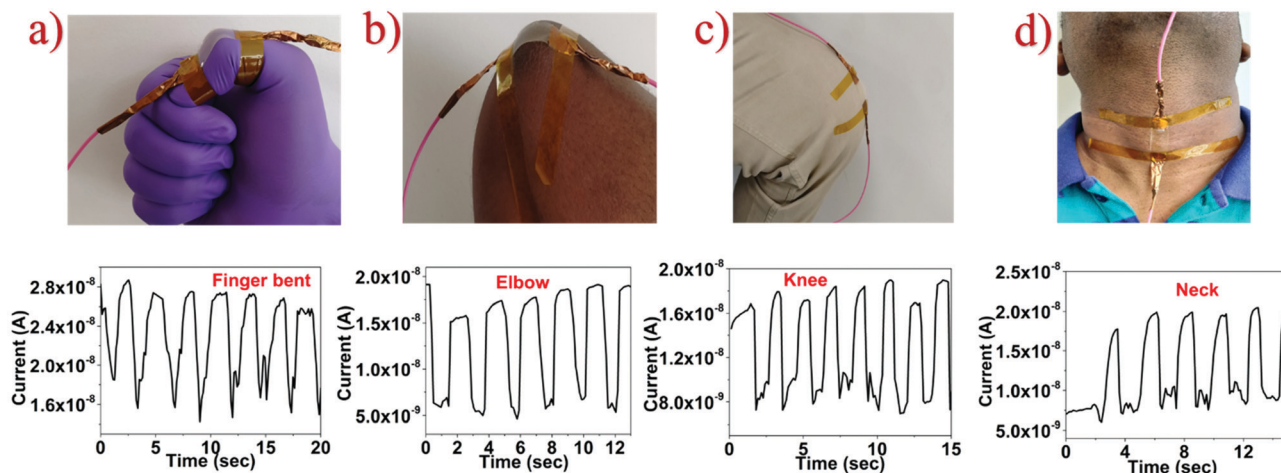 a)
b)
c)
d)
Finger bent
2.8x10⁻⁸
2.4x10⁻⁸
2.0x10⁻⁸
1.6x10⁻⁸
Current (A)
0 5 10 15 20
Time (sec)
Elbow
2.0x10⁻⁸
1.5x10⁻⁸
1.0x10⁻⁸
5.0x10⁻⁹
Current (A)
0 2 4 6 8 10 12
Time (sec)
Knee
2.0x10⁻⁸
1.6x10⁻⁸
1.2x10⁻⁸
8.0x10⁻⁹
Current (A)
0 5 10 15
Time (sec)
Neck
2.5x10⁻⁸
2.0x10⁻⁸
1.5x10⁻⁸
1.0x10⁻⁸
5.0x10⁻⁹
Current (A)
0 4 8 12
Time (sec)